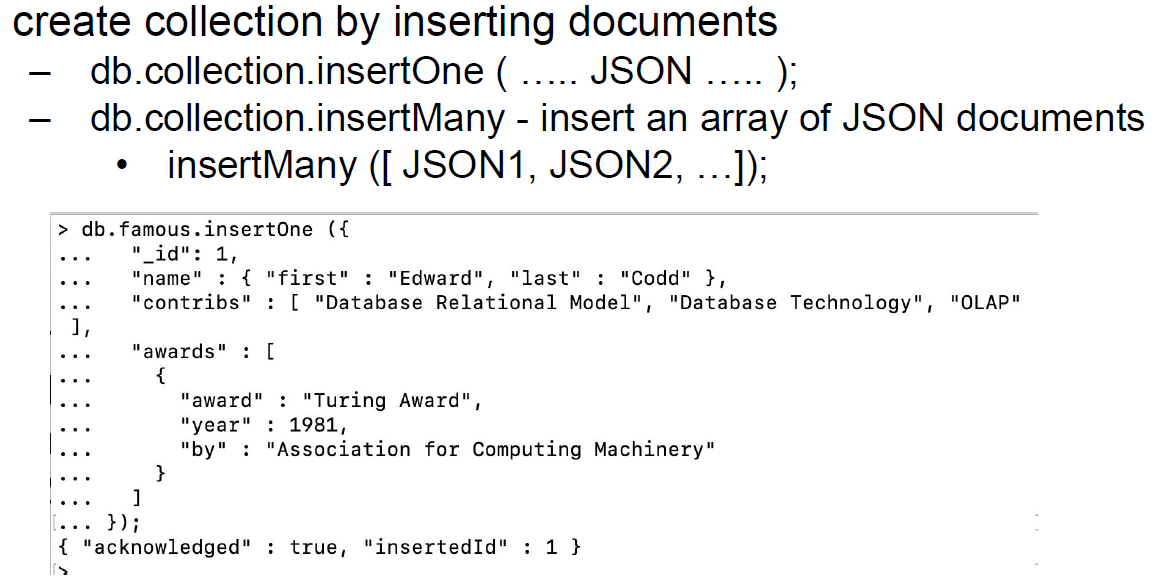 create collection by inserting documents
– db.collection.insertOne ( ….. JSON ….. );
– db.collection.insertMany - insert an array of JSON documents
• insertMany ([ JSON1, JSON2, …]);
> db.famous.insertOne ({
...    "_id": 1,
...    "name" : { "first" : "Edward", "last" : "Codd" },
...    "contribs" : [ "Database Relational Model", "Database Technology", "OLAP"
 ],
...    "awards" : [
...      {
...        "award" : "Turing Award",
...        "year" : 1981,
...        "by" : "Association for Computing Machinery"
...      }
...    ]
[... });
{ "acknowledged" : true, "insertedId" : 1 }
[>